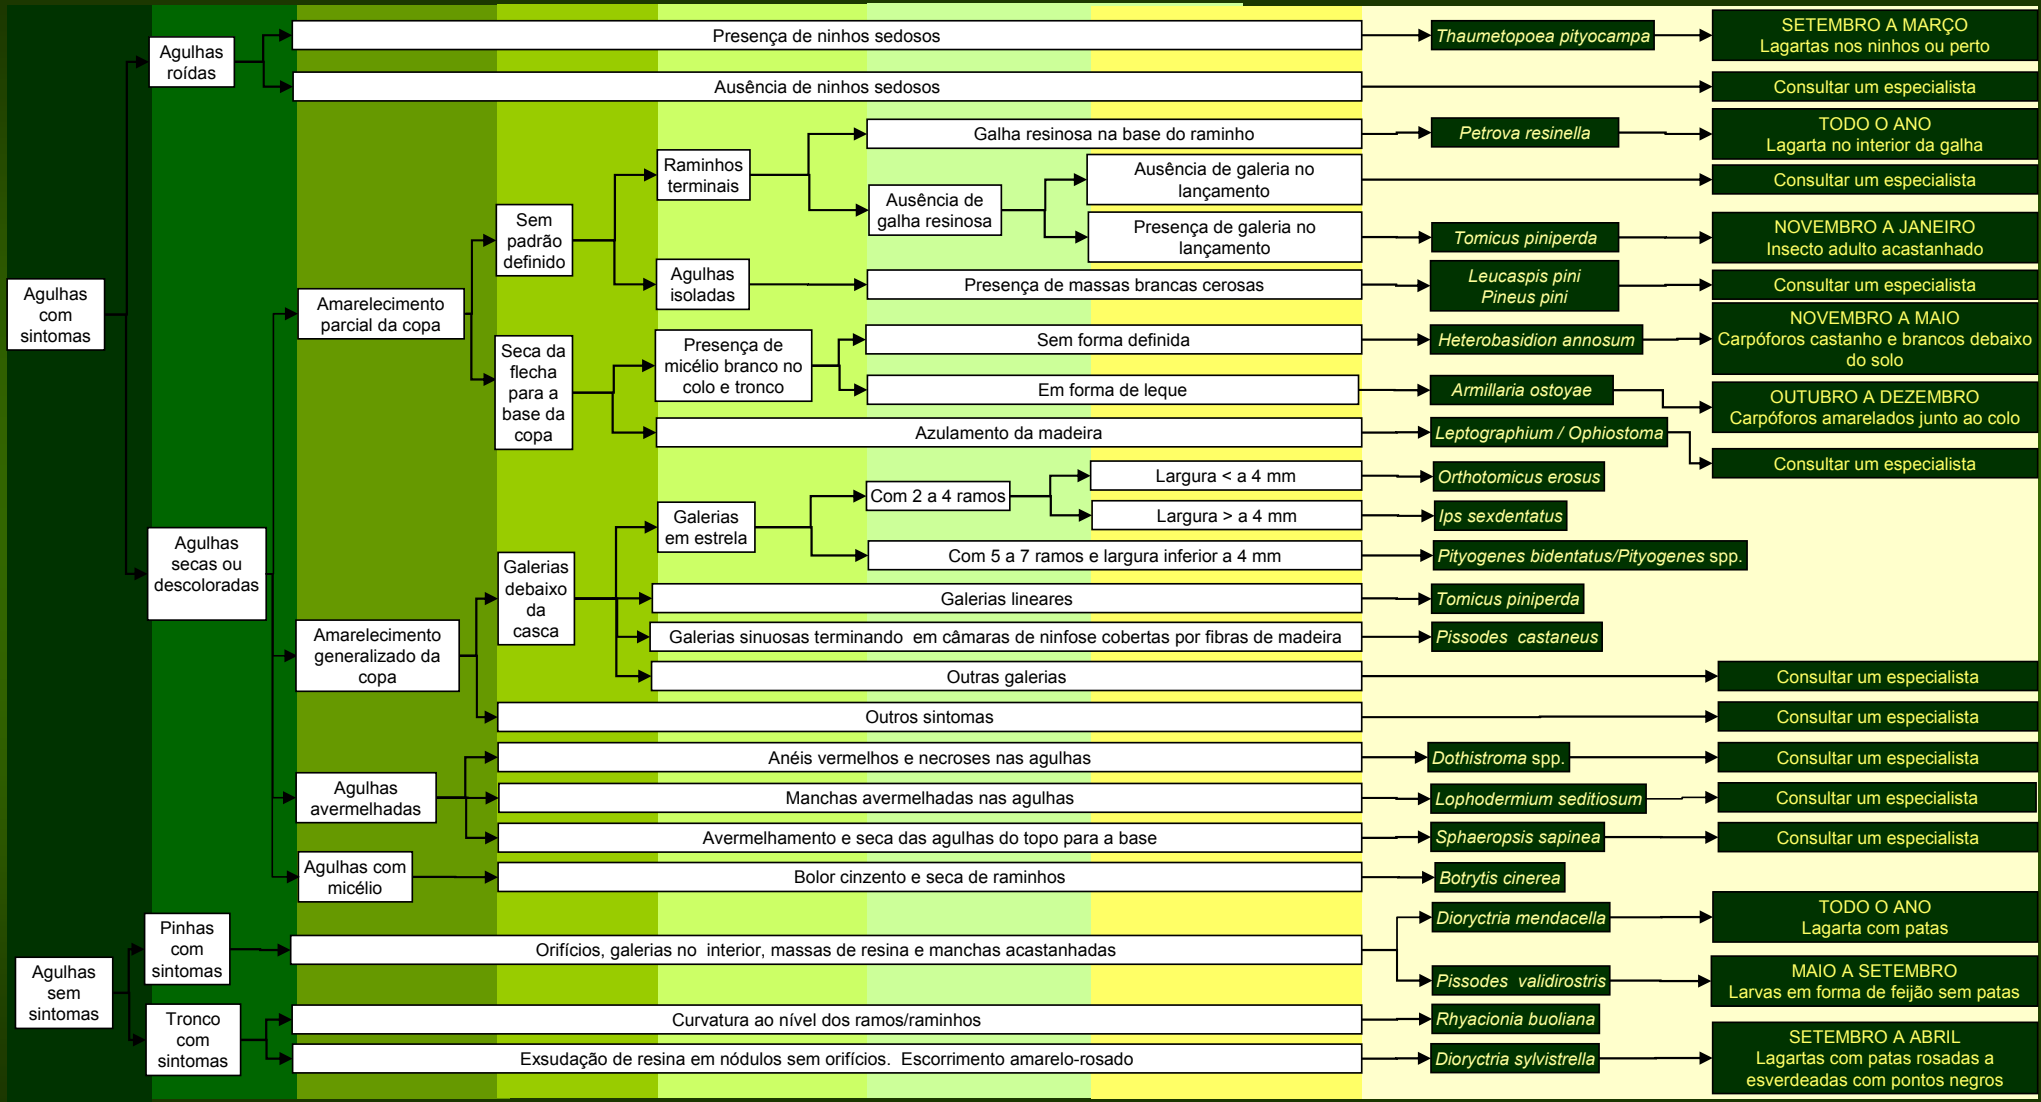 Agulhas
com
sintomas
Agulhas
roídas
Presença de ninhos sedosos
Thaumetopoea pityocampa
SETEMBRO A MARÇO
Lagartas nos ninhos ou perto
Ausência de ninhos sedosos
Consultar um especialista
Agulhas
secas ou
descoloradas
Amarelecimento
parcial da copa
Sem
padrão
definido
Raminhos
terminais
Galha resinosa na base do raminho
Petrova resinella
TODO O ANO
Lagarta no interior da galha
Ausência de
galha resinosa
Ausência de galeria no
lançamento
Consultar um especialista
Presença de galeria no
lançamento
Tomicus piniperda
NOVEMBRO A JANEIRO
Insecto adulto acastanhado
Agulhas
isoladas
Presença de massas brancas cerosas
Leucaspis pini
Pineus pini
Consultar um especialista
Seca da
flecha
para a
base da
copa
Presença de
micélio branco no
colo e tronco
Sem forma definida
Heterobasidion annosum
NOVEMBRO A MAIO
Carpóforos castanho e brancos debaixo
do solo
Em forma de leque
Armillaria ostoyae
OUTUBRO A DEZEMBRO
Carpóforos amarelados junto ao colo
Azulamento da madeira
Leptographium / Ophiostoma
Consultar um especialista
Amarelecimento
generalizado da
copa
Galerias
debaixo
da
casca
Galerias
em estrela
Com 2 a 4 ramos
Largura < a 4 mm
Orthotomicus erosus
Largura > a 4 mm
Ips sexdentatus
Com 5 a 7 ramos e largura inferior a 4 mm
Pityogenes bidentatus/Pityogenes spp.
Galerias lineares
Tomicus piniperda
Galerias sinuosas terminando em câmaras de ninfose cobertas por fibras de madeira
Pissodes castaneus
Outras galerias
Consultar um especialista
Outros sintomas
Consultar um especialista
Agulhas
avermelhadas
Anéis vermelhos e necroses nas agulhas
Dothistroma spp.
Consultar um especialista
Manchas avermelhadas nas agulhas
Lophodermium seditiosum
Consultar um especialista
Avermelhamento e seca das agulhas do topo para a base
Sphaeropsis sapinea
Consultar um especialista
Agulhas com
micélio
Bolor cinzento e seca de raminhos
Botrytis cinerea
Agulhas
sem
sintomas
Pinhas
com
sintomas
Orifícios, galerias no interior, massas de resina e manchas acastanhadas
Dioryctria mendacella
TODO O ANO
Lagarta com patas
Pissodes validirostris
MAIO A SETEMBRO
Larvas em forma de feijão sem patas
Tronco
com
sintomas
Curvatura ao nível dos ramos/raminhos
Rhyacionia buoliana
Exsudação de resina em nódulos sem orifícios. Escorrimento amarelo-rosado
Dioryctria sylvistrella
SETEMBRO A ABRIL
Lagartas com patas rosadas a
esverdeadas com pontos negros